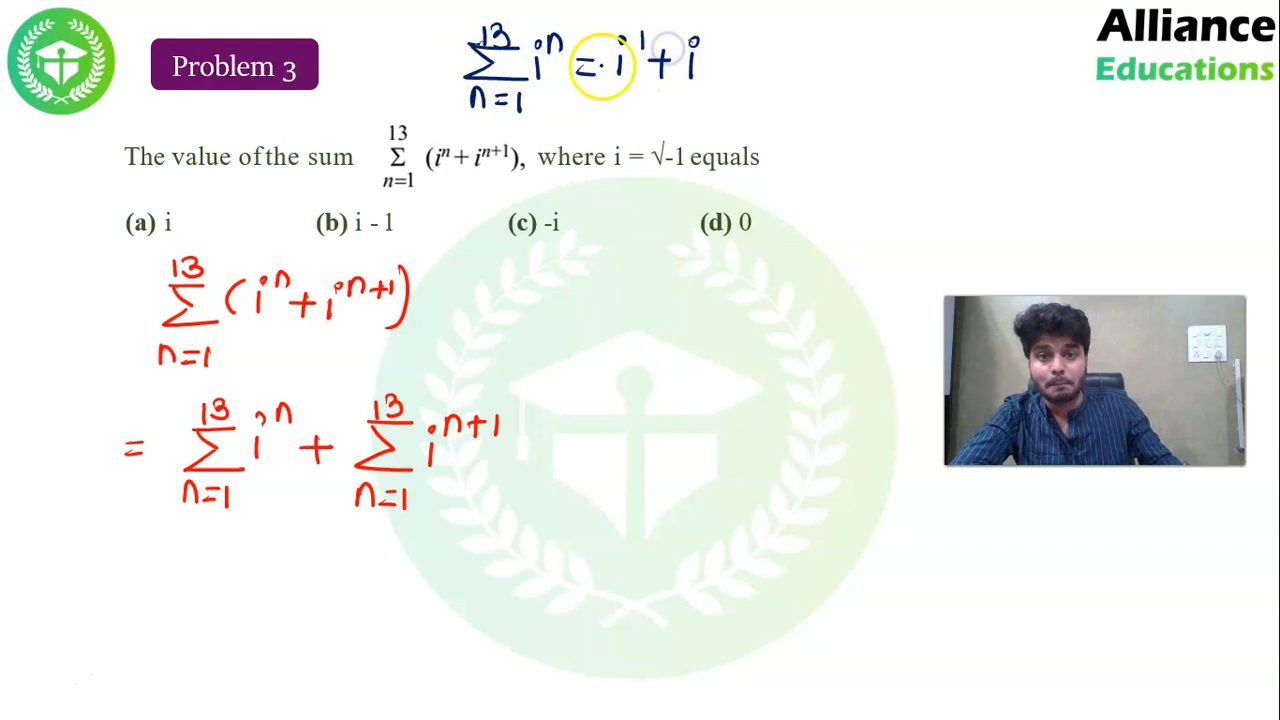 Problem 3
13
Σ iⁿ = i¹ + i
n=1
Alliance
Educations
The value of the sum 13 Σ n=1 (iⁿ + iⁿ⁺¹), where i = √-1 equals
(a) i (b) i - 1 (c) -i (d) 0
13
Σ (iⁿ + iⁿ⁺¹)
n=1
13 13
= Σ iⁿ + Σ iⁿ⁺¹
n=1 n=1